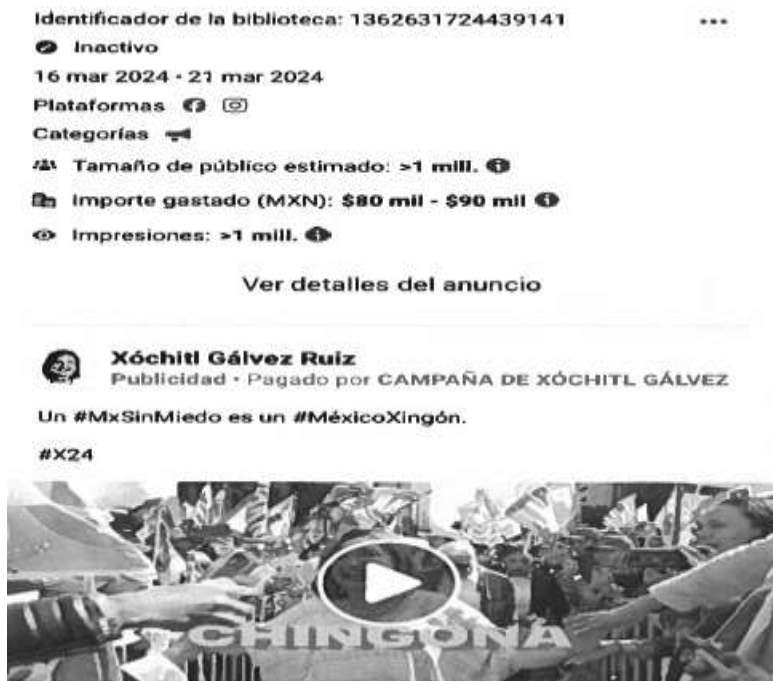 Identificador de la biblioteca: 1362631724439141
Inactivo
16 mar 2024 · 21 mar 2024
Plataformas
Categorías
Tamaño de público estimado: >1 mill.
Importe gastado (MXN): $80 mil - $90 mil
Impresiones: >1 mill.
Ver detalles del anuncio
Xóchitl Gálvez Ruiz
Publicidad · Pagado por CAMPAÑA DE XÓCHITL GÁLVEZ
Un #MxSinMiedo es un #MéxicoXingón.
#X24
CHINGONA